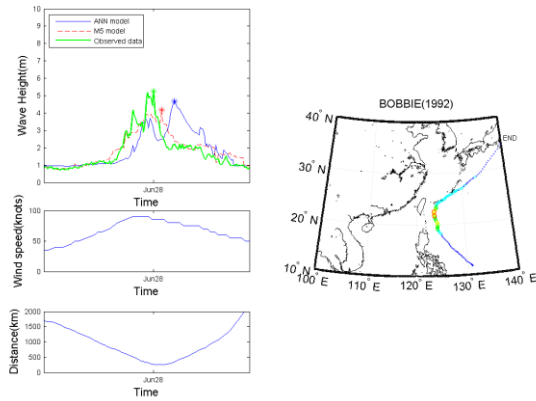 ANN model
M5 model
Observed data
Wave Height(m)
10
9
8
7
6
5
4
3
2
1
0
Jun28
Time
Wind speed(Knots)
100
50
0
Jun28
Time
Distance(km)
2000
1500
1000
500
0
Jun28
Time
BOBBIE(1992)
40° N
30° N
20° N
10° N
END
100° E
110° E
120° E
130° E
140° E